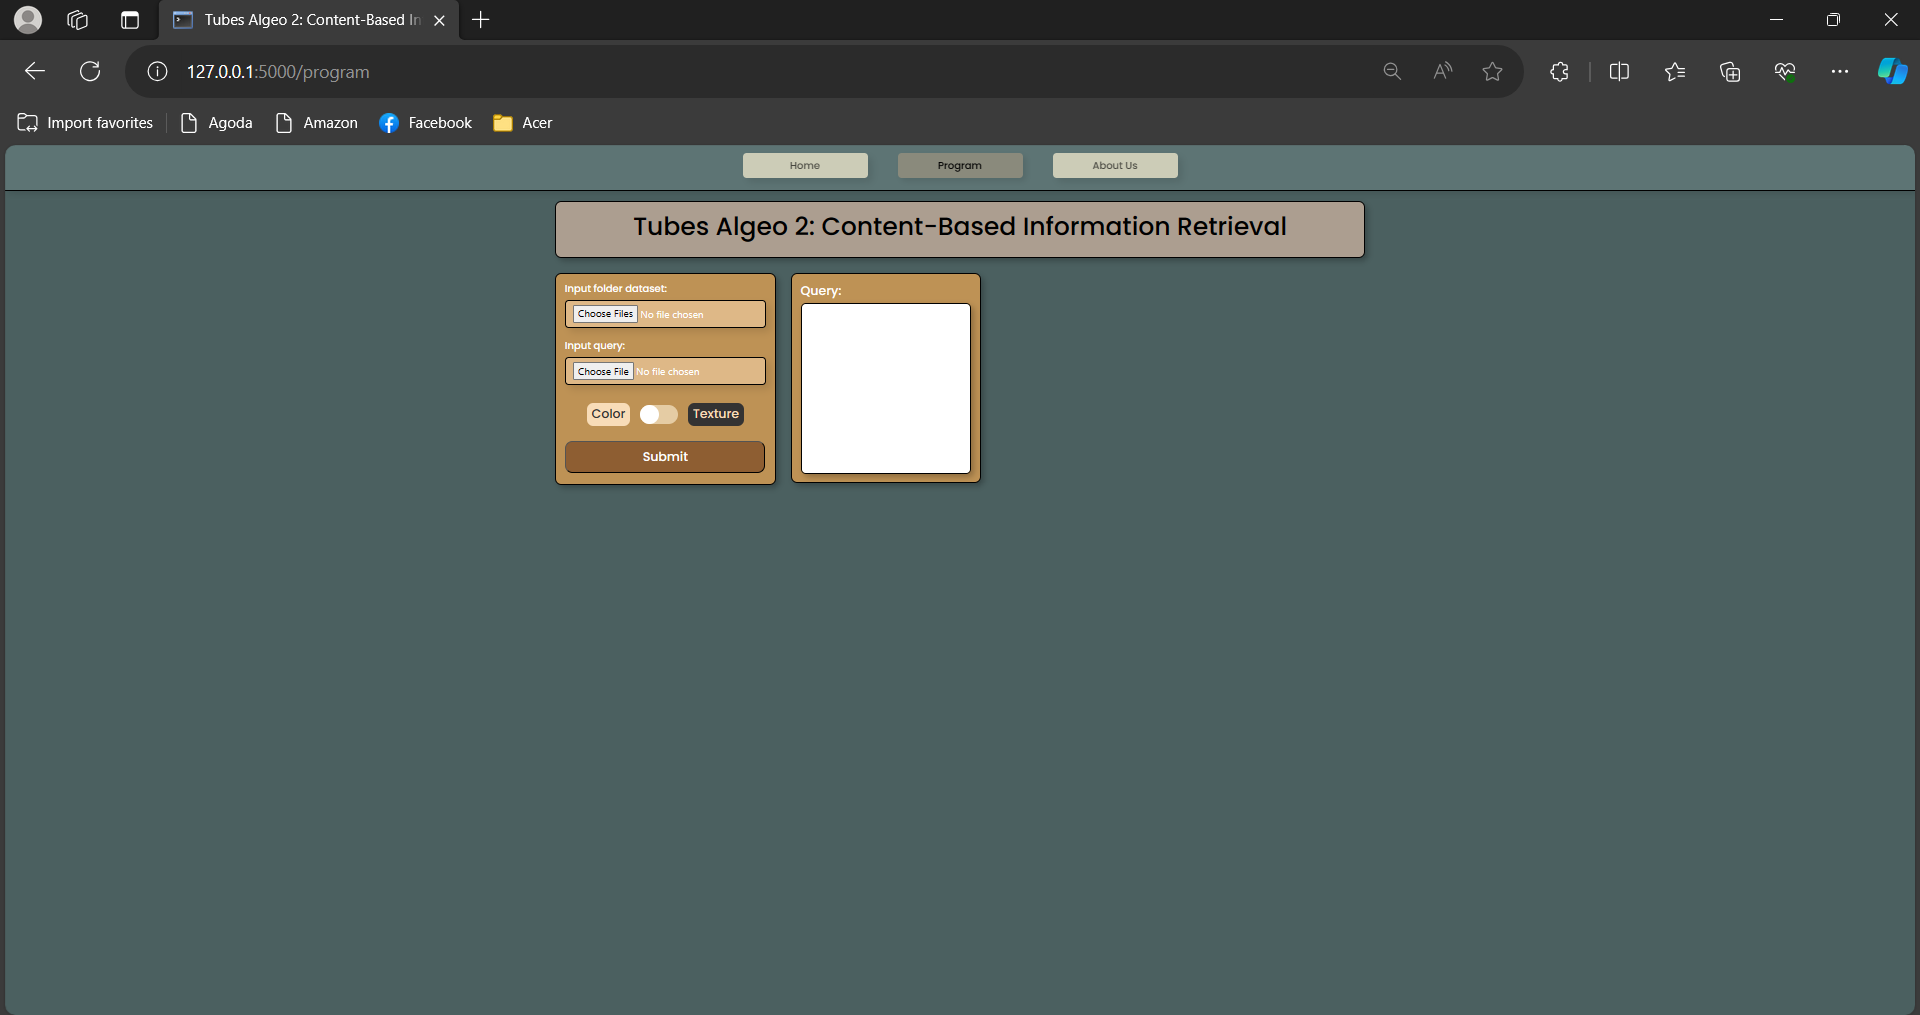 Tubes Algeo 2: Content-Based In
127.0.0.1:5000/program
Import favorites Agoda Amazon Facebook Acer
Home Program About Us
Tubes Algeo 2: Content-Based Information Retrieval
Input folder dataset:
Choose Files No file chosen
Input query:
Choose File No file chosen
Color Texture
Submit
Query: